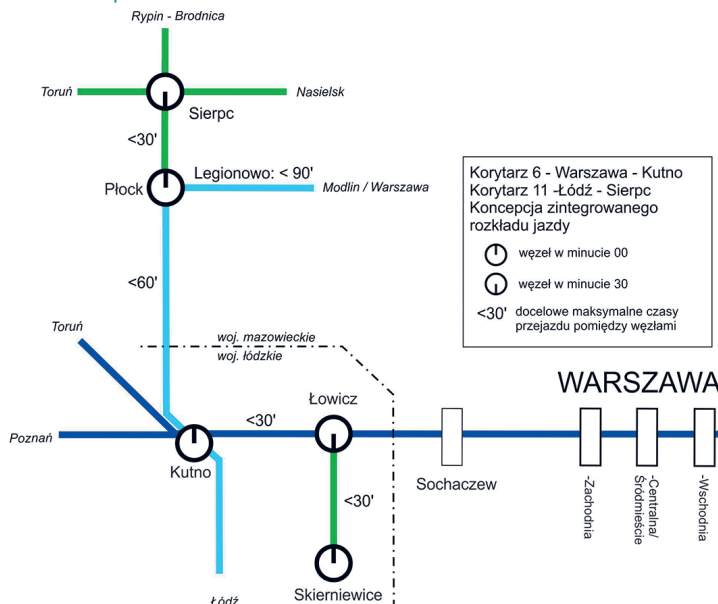 Rypin - Brodnica
Toruń
Nasielsk
Sierpc
<30'
Legionowo: < 90'
Płock
Modlin / Warszawa
Korytarz 6 - Warszawa - Kutno
Korytarz 11 -Łódź - Sierpc
Koncepcja zintegrowanego
rozkładu jazdy
węzeł w minucie 00
węzeł w minucie 30
<30' docelowe maksymalne czasy
przejazdu pomiędzy węzłami
<60'
Toruń
woj. mazowieckie
woj. łódzkie
WARSZAWA
Łowicz
<30'
Poznań
Kutno
Sochaczew
-Zachodnia
-Centralna/
Śródmieście
-Wschodnia
<30'
Skierniewice
Łódź